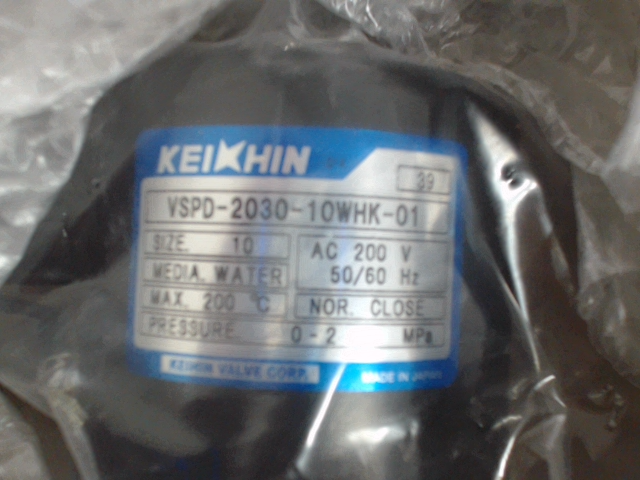 KEIHIN
39
VSPD-2030-10WHK-01
SIZE. 10
AC 200 V
MEDIA. WATER
50/60 Hz
MAX. 200 °C
NOR. CLOSE
PRESSURE 0-2 MPa
KEIHIN VALVE CORP.
MADE IN JAPAN